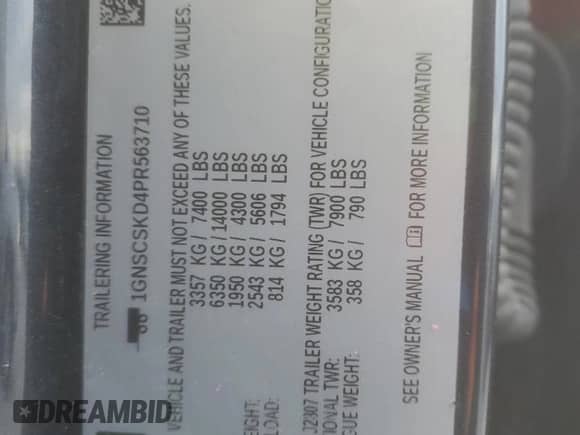 TRAILERING INFORMATION
1GNSCSKD4PR563710
VEHICLE AND TRAILER MUST NOT EXCEED ANY OF THESE VALUES.
3357 KG / 7400 LBS
6350 KG / 14000 LBS
1950 KG / 4300 LBS
EIGHT: 2543 KG / 5606 LBS
LOAD: 814 KG / 1794 LBS
J2807 TRAILER WEIGHT RATING (TWR) FOR VEHICLE CONFIGURATIO
IONAL TWR: 3583 KG / 7900 LBS
GUE WEIGHT: 358 KG / 790 LBS
SEE OWNER'S MANUAL FOR MORE INFORMATION
DREAMBID